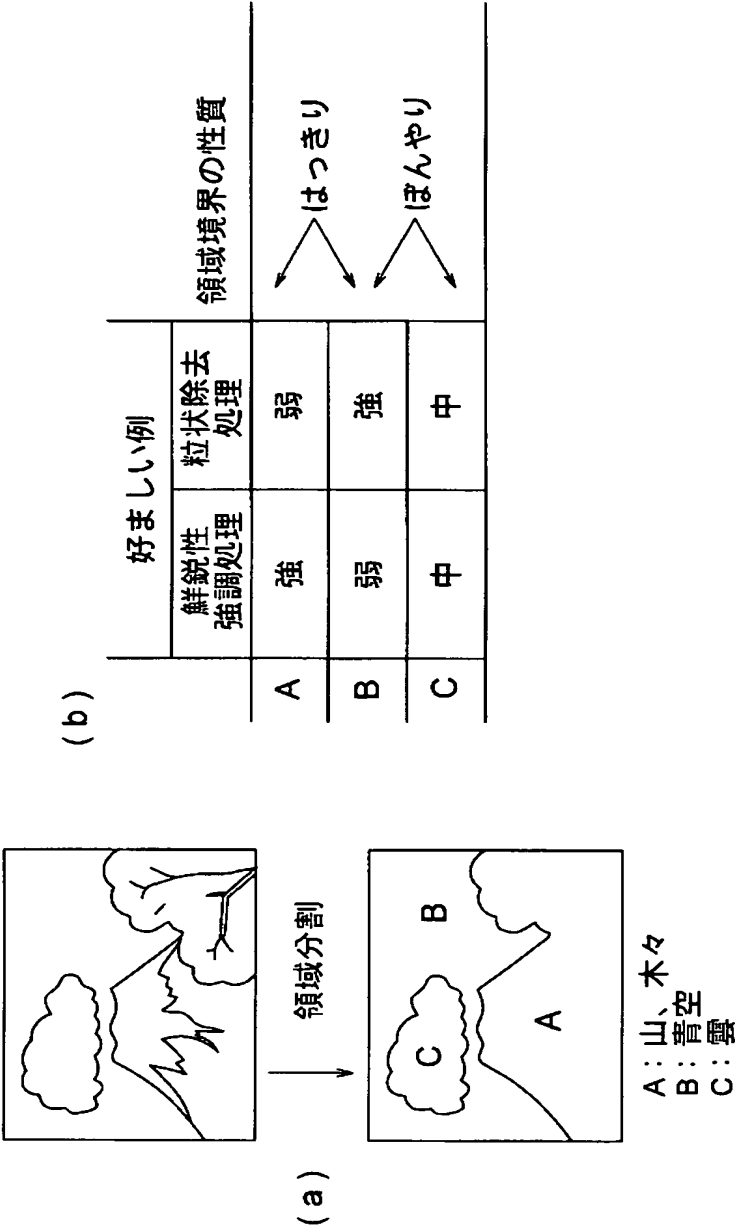 (a)
領域分割
C
B
A
A：山、木々
B：青空
C：雲
(b)
好ましい例
鮮鋭性
強調処理
粒状除去
処理
領域境界の性質
A
強
弱
B
弱
強
C
中
中
はっきり
ぼんやり